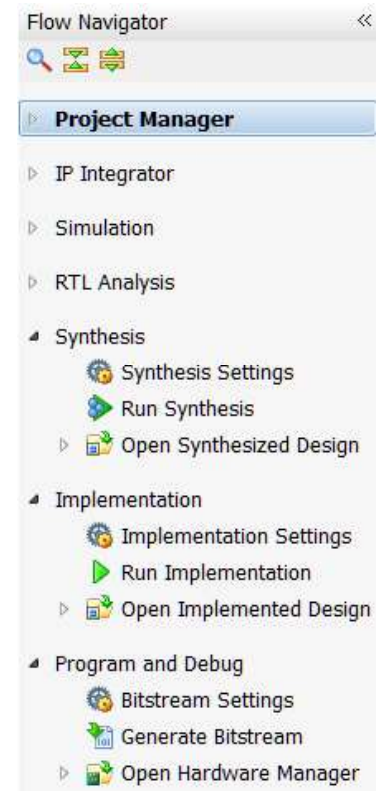 Flow Navigator
Project Manager
IP Integrator
Simulation
RTL Analysis
Synthesis
Synthesis Settings
Run Synthesis
Open Synthesized Design
Implementation
Implementation Settings
Run Implementation
Open Implemented Design
Program and Debug
Bitstream Settings
Generate Bitstream
Open Hardware Manager